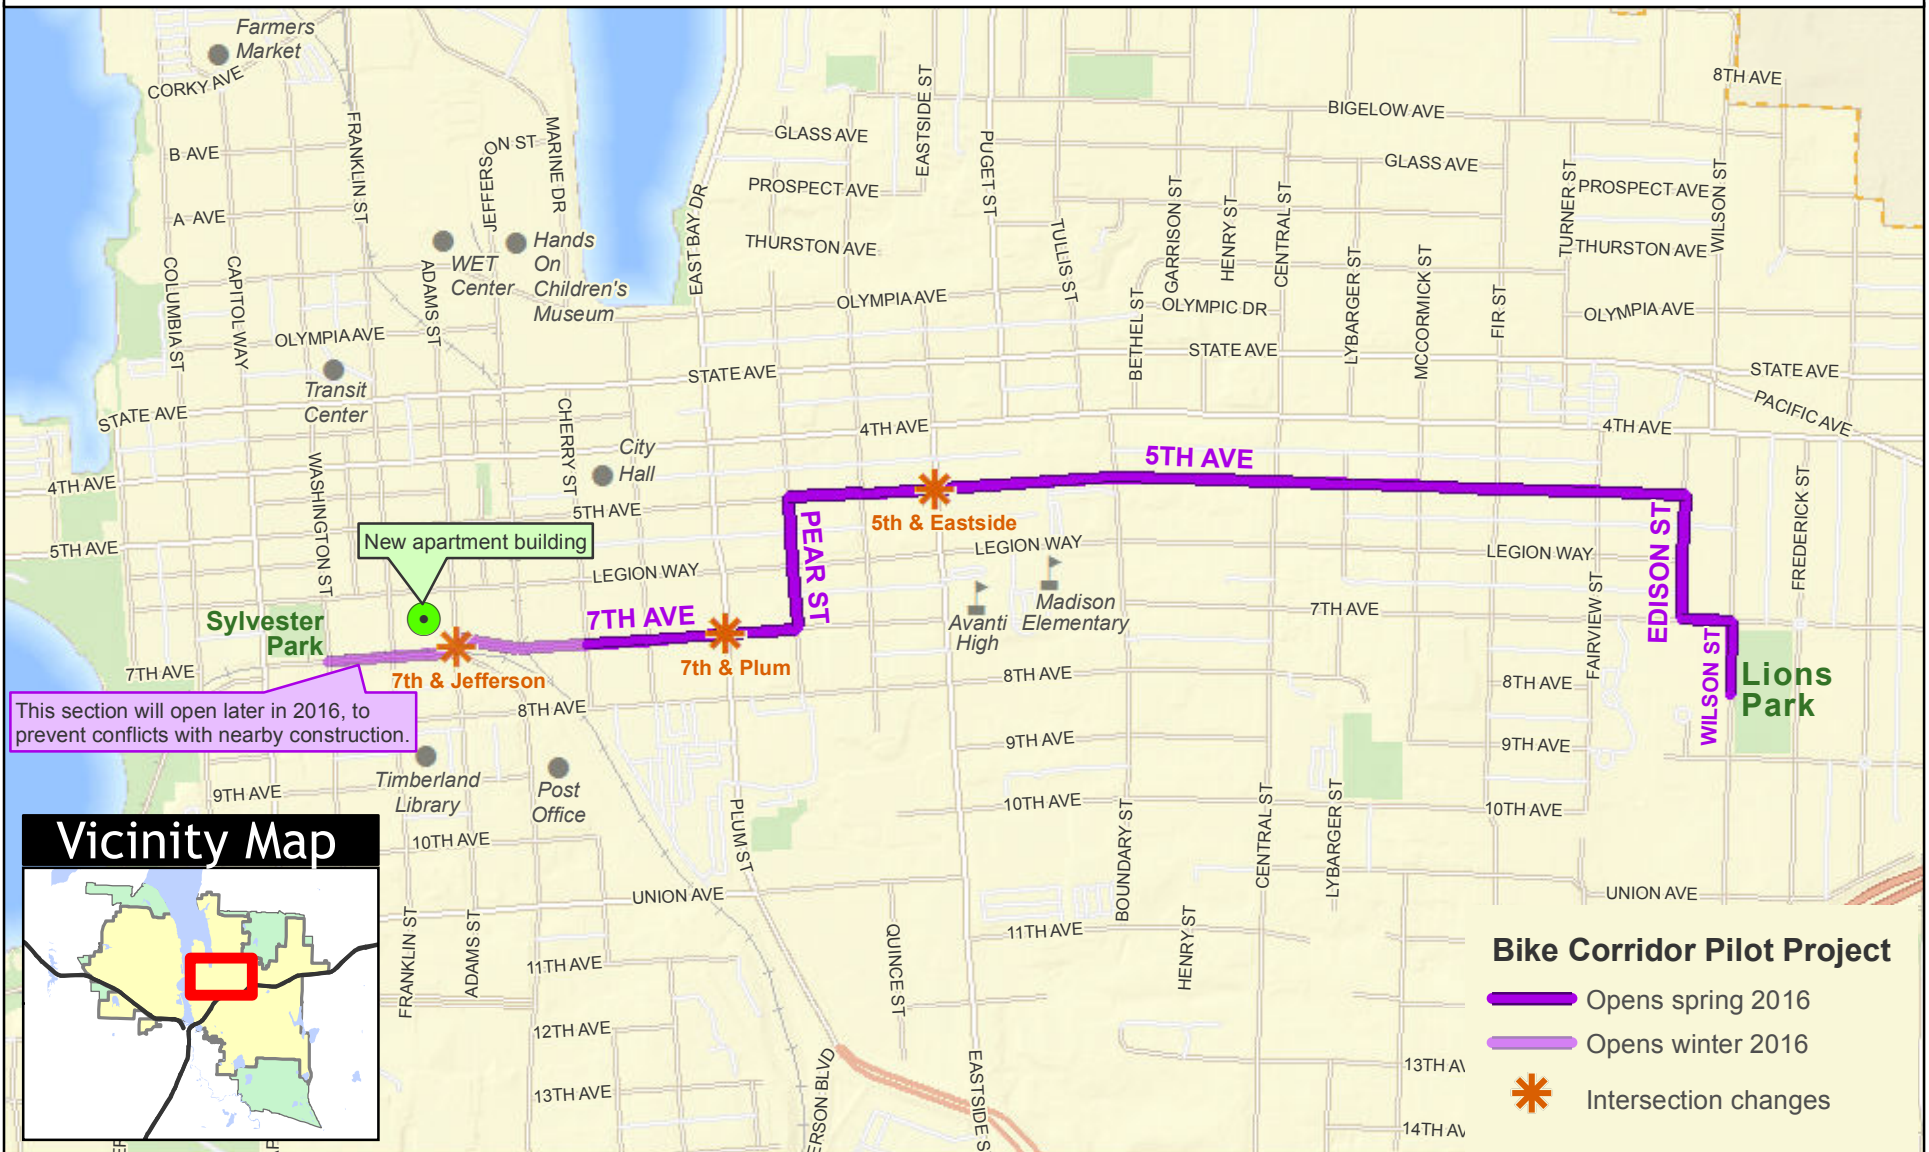 Farmers
Market
CORKY AVE
8TH AVE
BIGELOW AVE
EASTSIDE ST
FRANKLIN ST
MARINE DR
JEFFERSON ST
B AVE
GLASS AVE
PUGET ST
GLASS AVE
PROSPECT AVE
PROSPECT AVE
TURNER ST
WILSON ST
A AVE
EAST BAY DR
GARRISON ST
HENRY ST
CENTRAL ST
TULLIS ST
THURSTON AVE
THURSTON AVE
WET
Center
Hands
On
Children's
Museum
COLUMBIA ST
CAPITOL WAY
ADAMS ST
OLYMPIA AVE
OLYMPIA AVE
OLYMPIC DR
OLYMPIA AVE
BETHEL ST
LYBARGER ST
MCCORMICK ST
FIR ST
STATE AVE
STATE AVE
STATE AVE
STATE AVE
Transit
Center
PACIFIC AVE
CHERRY ST
City
Hall
4TH AVE
4TH AVE
4TH AVE
5TH AVE
WASHINGTON ST
5TH AVE
5TH AVE
FREDERICK ST
New apartment building
5th & Eastside
PEAR ST
EDISON ST
LEGION WAY
LEGION WAY
LEGION WAY
Avanti
High
Madison
Elementary
7TH AVE
7TH AVE
FAIRVIEW ST
Sylvester
Park
7TH AVE
7th & Jefferson
7th & Plum
8TH AVE
8TH AVE
8TH AVE
WILSON ST
Lions
Park
This section will open later in 2016, to
prevent conflicts with nearby construction.
9TH AVE
9TH AVE
9TH AVE
Timberland
Library
Post
Office
10TH AVE
10TH AVE
10TH AVE
PLUM ST
BOUNDARY ST
CENTRAL ST
LYBARGER ST
UNION AVE
UNION AVE
FRANKLIN ST
ADAMS ST
QUINCE ST
HENRY ST
11TH AVE
11TH AVE
12TH AVE
13TH AVE
13TH AV
14TH AV
ERSON BLVD
EASTSIDE S
Vicinity Map
Bike Corridor Pilot Project
Opens spring 2016
Opens winter 2016
Intersection changes